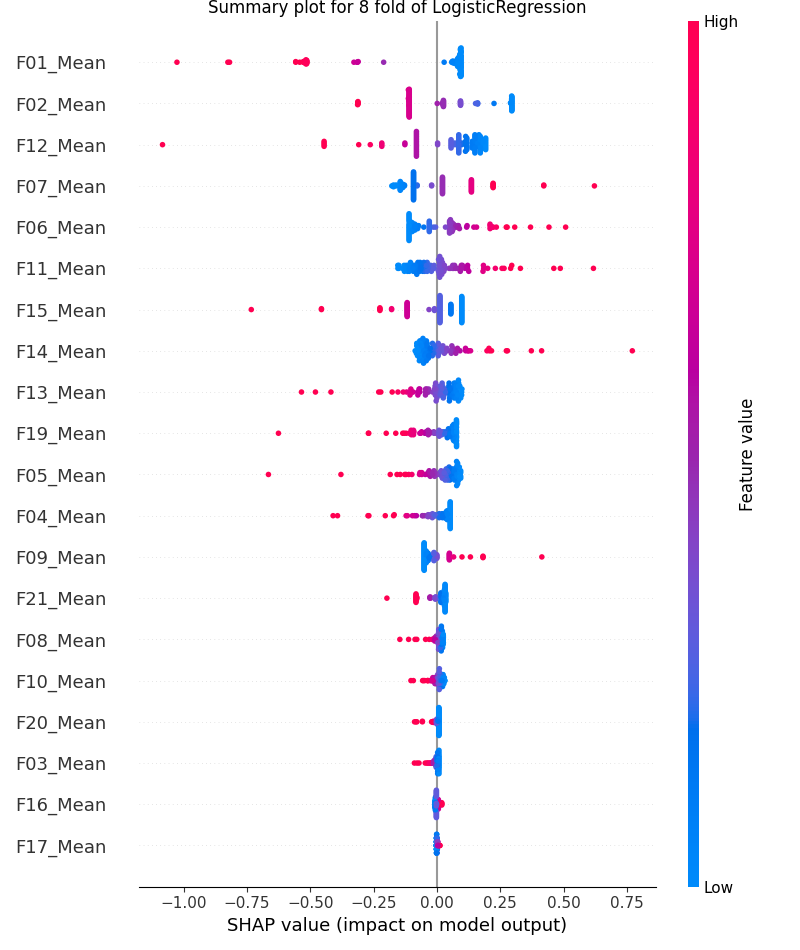 Summary plot for 8 fold of LogisticRegression
High
F01_Mean
F02_Mean
F12_Mean
F07_Mean
F06_Mean
F11_Mean
F15_Mean
F14_Mean
F13_Mean
F19_Mean
F05_Mean
F04_Mean
F09_Mean
F21_Mean
F08_Mean
F10_Mean
F20_Mean
F03_Mean
F16_Mean
F17_Mean
Feature value
Low
−1.00 −0.75 −0.50 −0.25 0.00 0.25 0.50 0.75
SHAP value (impact on model output)